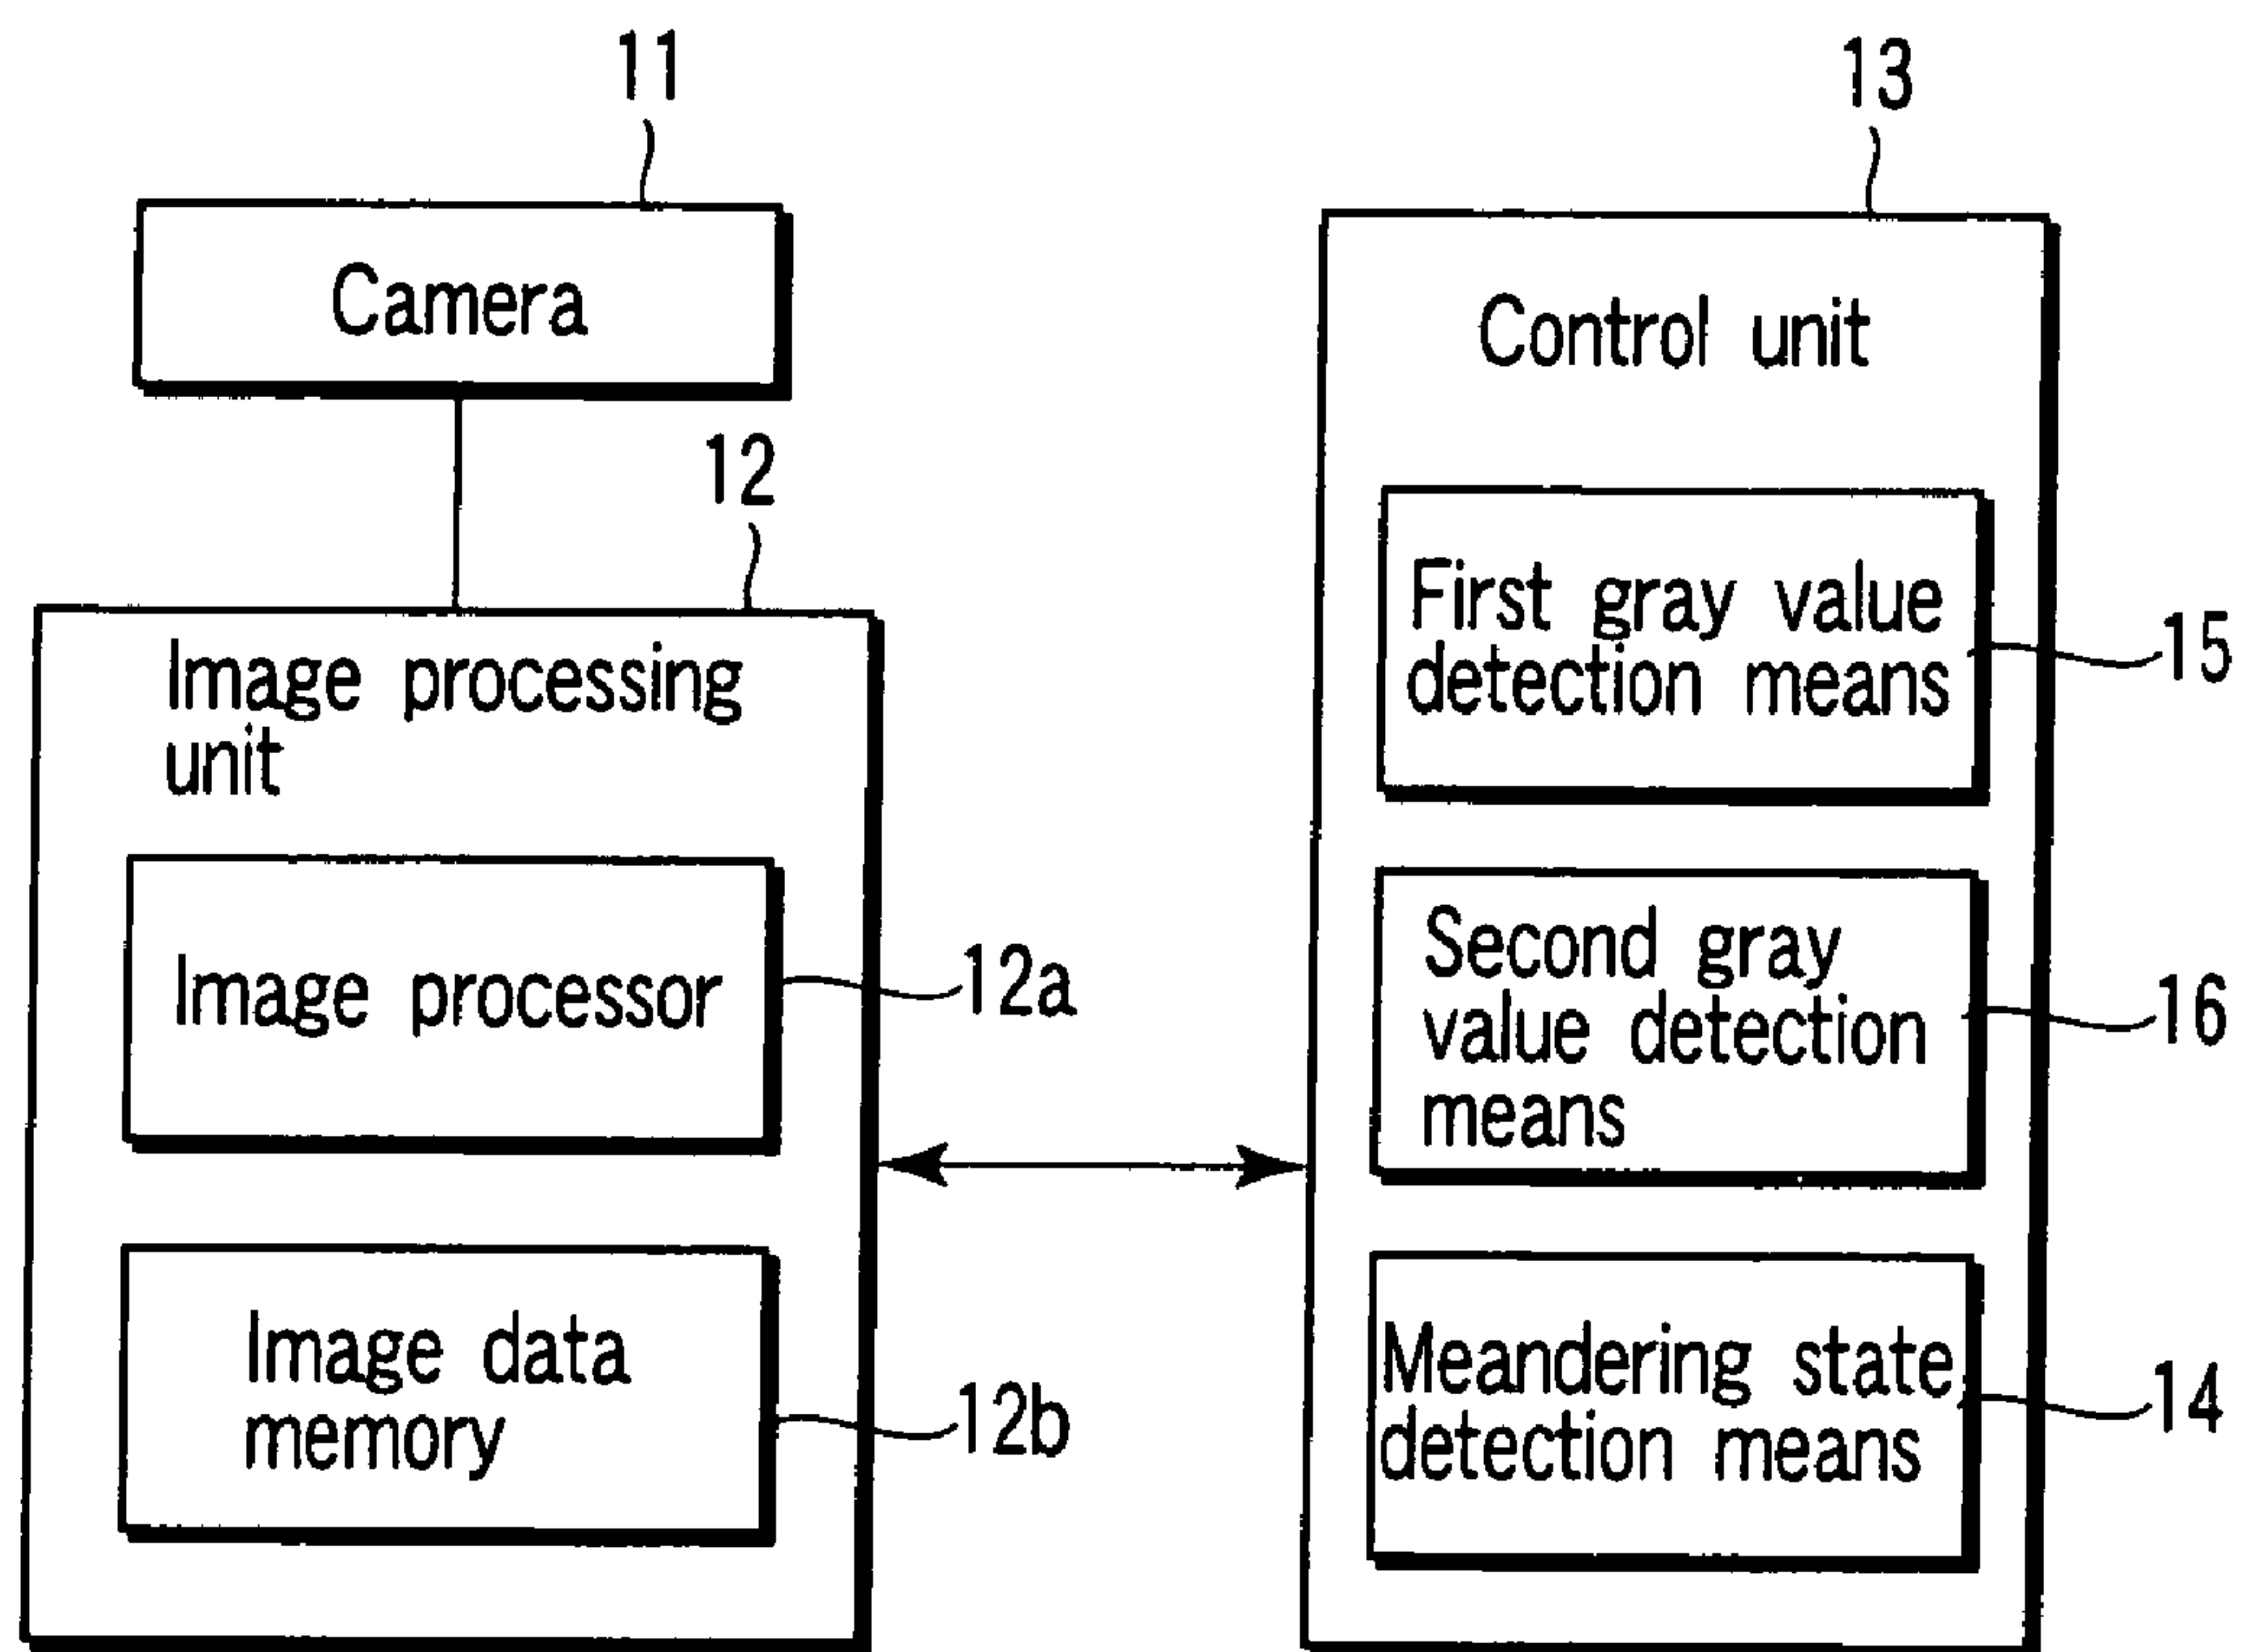 11
Camera
12
Image processing
unit
Image processor
12a
Image data
memory
12b
13
Control unit
First gray value
detection means
15
Second gray
value detection
means
16
Meandering state
detection means
14